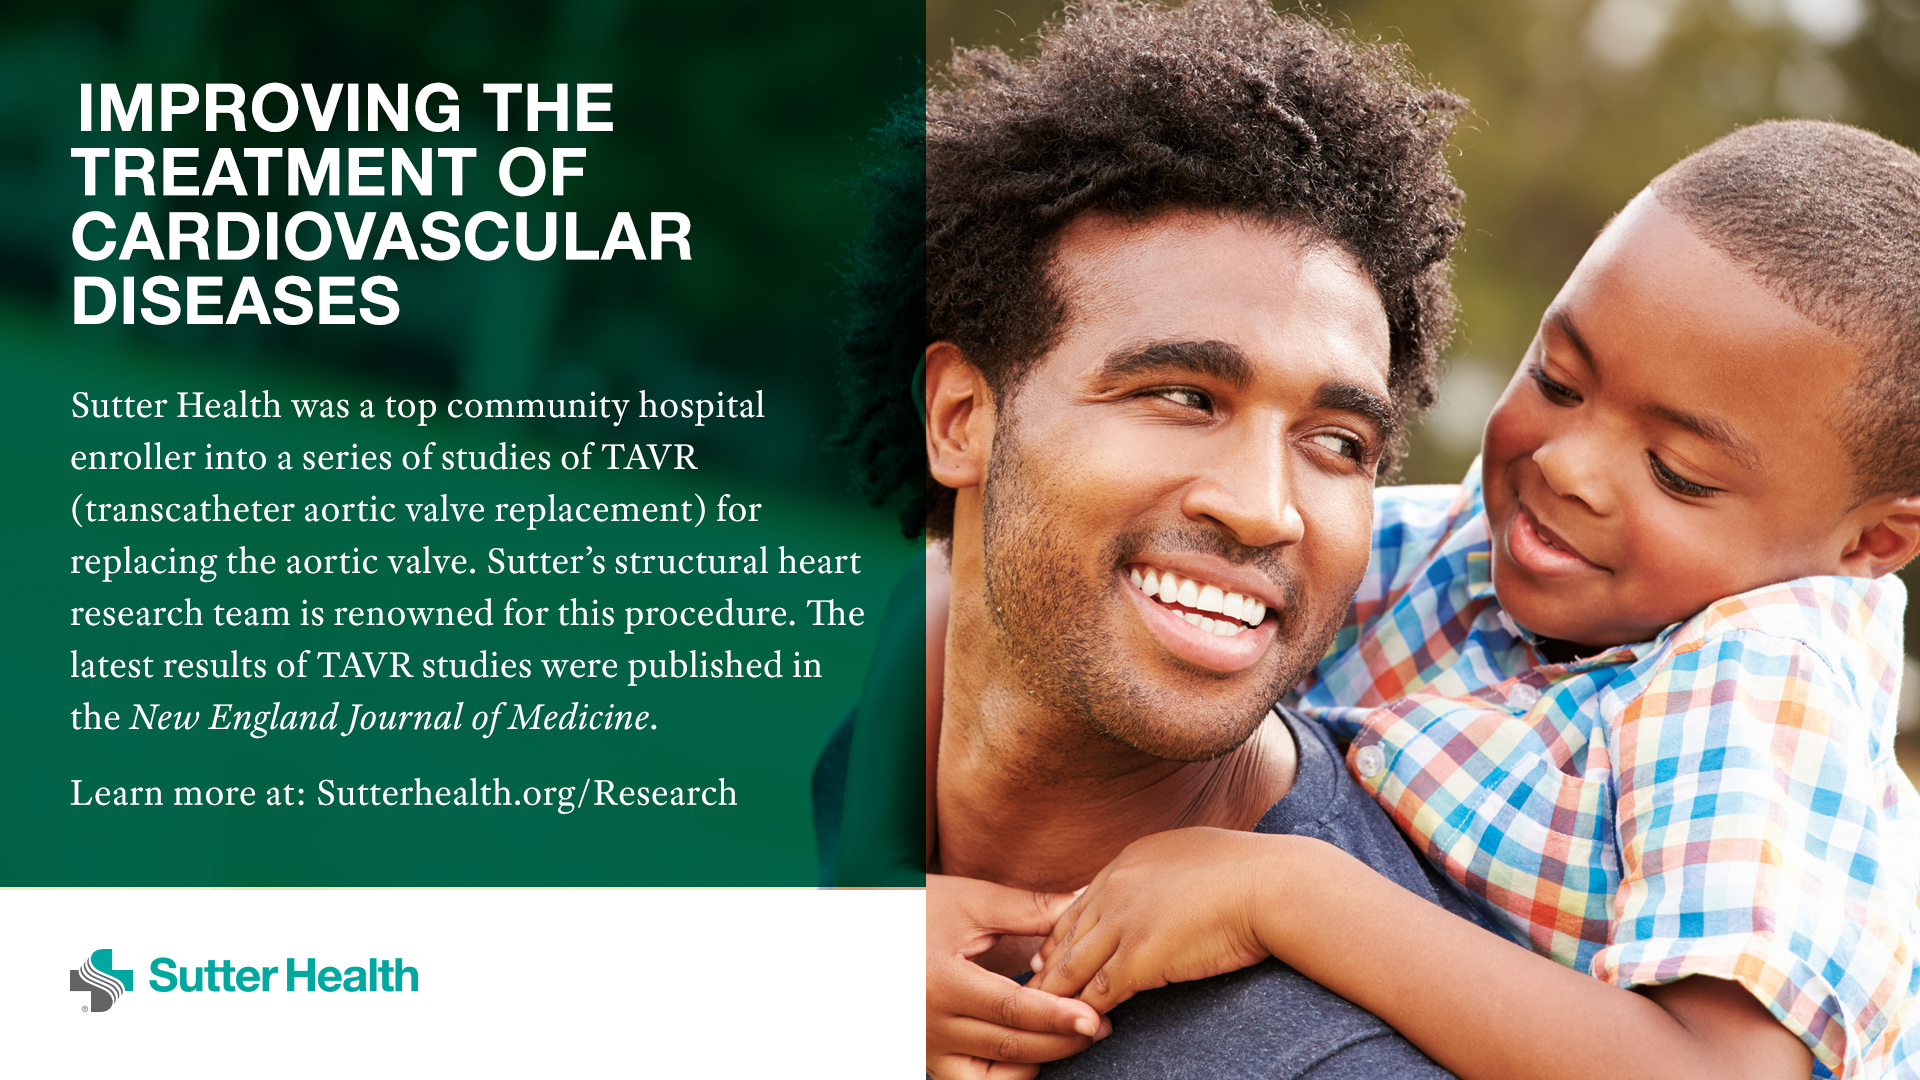 IMPROVING THE
TREATMENT OF
CARDIOVASCULAR
DISEASES
Sutter Health was a top community hospital
enroller into a series of studies of TAVR
(transcatheter aortic valve replacement) for
replacing the aortic valve. Sutter’s structural heart
research team is renowned for this procedure. The
latest results of TAVR studies were published in
the New England Journal of Medicine.
Learn more at: Sutterhealth.org/Research
Sutter Health
®